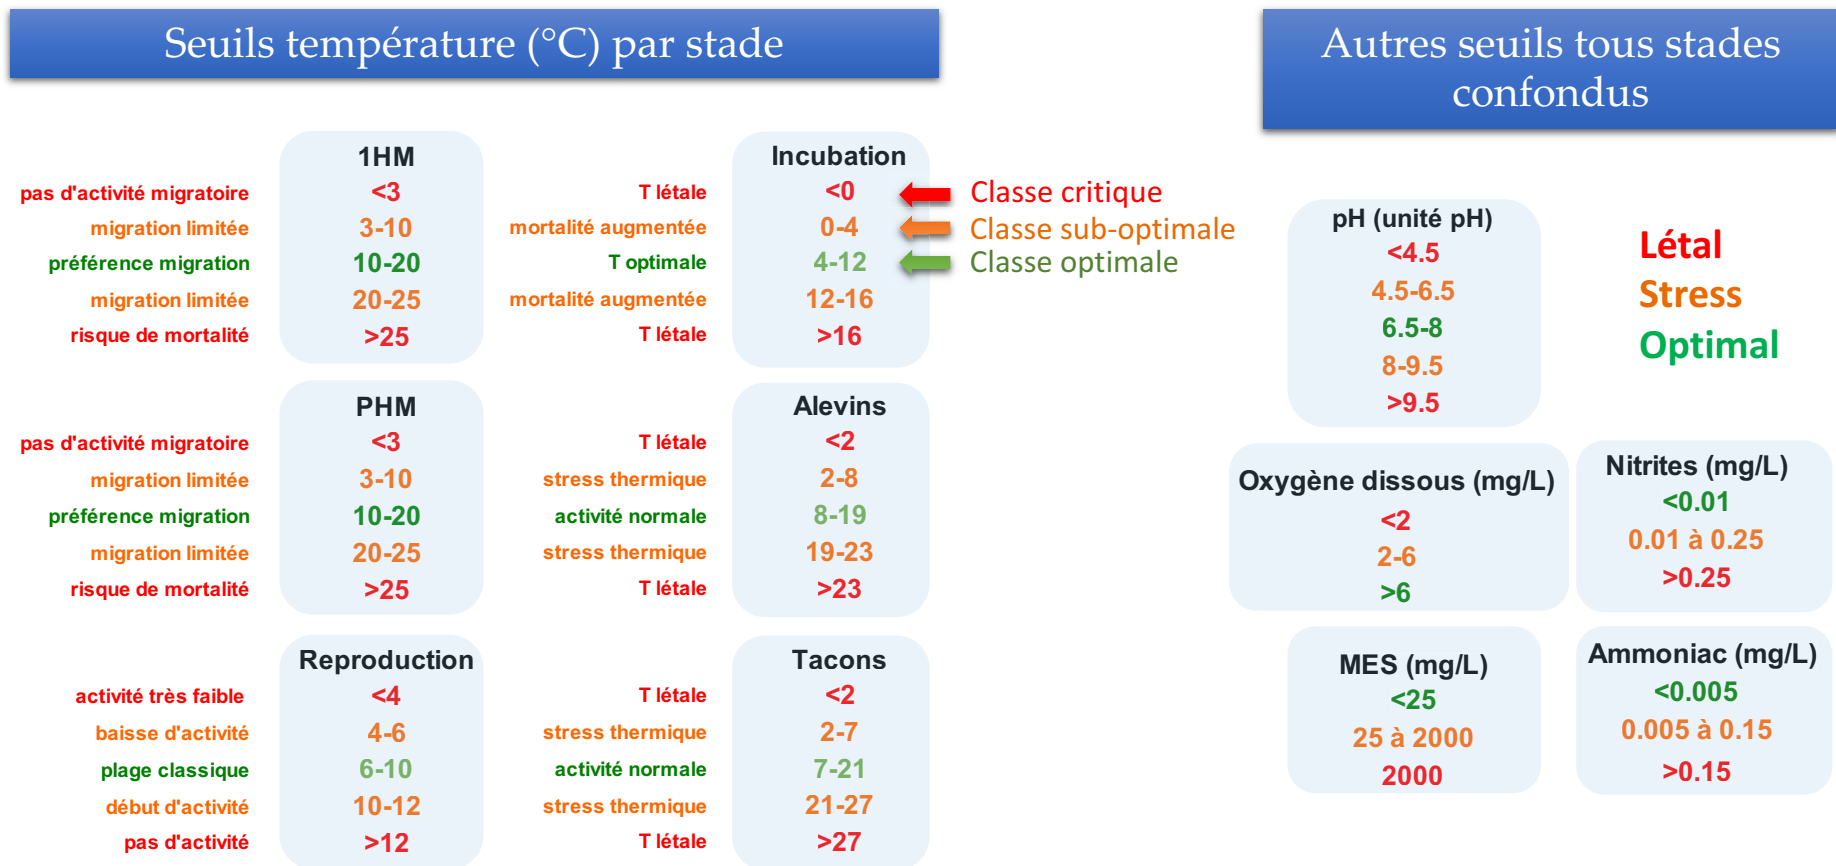 Seuils température (°C) par stade
1HM
pas d'activité migratoire <3
migration limitée 3-10
préférence migration 10-20
migration limitée 20-25
risque de mortalité >25
Incubation
T létale <0 Classe critique
mortalité augmentée 0-4 Classe sub-optimale
T optimale 4-12 Classe optimale
mortalité augmentée 12-16
T létale >16
PHM
pas d'activité migratoire <3
migration limitée 3-10
préférence migration 10-20
migration limitée 20-25
risque de mortalité >25
Alevins
T létale <2
stress thermique 2-8
activité normale 8-19
stress thermique 19-23
T létale >23
Reproduction
activité très faible <4
baisse d'activité 4-6
plage classique 6-10
début d'activité 10-12
pas d'activité >12
Tacons
T létale <2
stress thermique 2-7
activité normale 7-21
stress thermique 21-27
T létale >27
Autres seuils tous stades
confondus
pH (unité pH)
<4.5
4.5-6.5
6.5-8
8-9.5
>9.5
Létal
Stress
Optimal
Oxygène dissous (mg/L)
<2
2-6
>6
Nitrites (mg/L)
<0.01
0.01 à 0.25
>0.25
MES (mg/L)
<25
25 à 2000
2000
Ammoniac (mg/L)
<0.005
0.005 à 0.15
>0.15